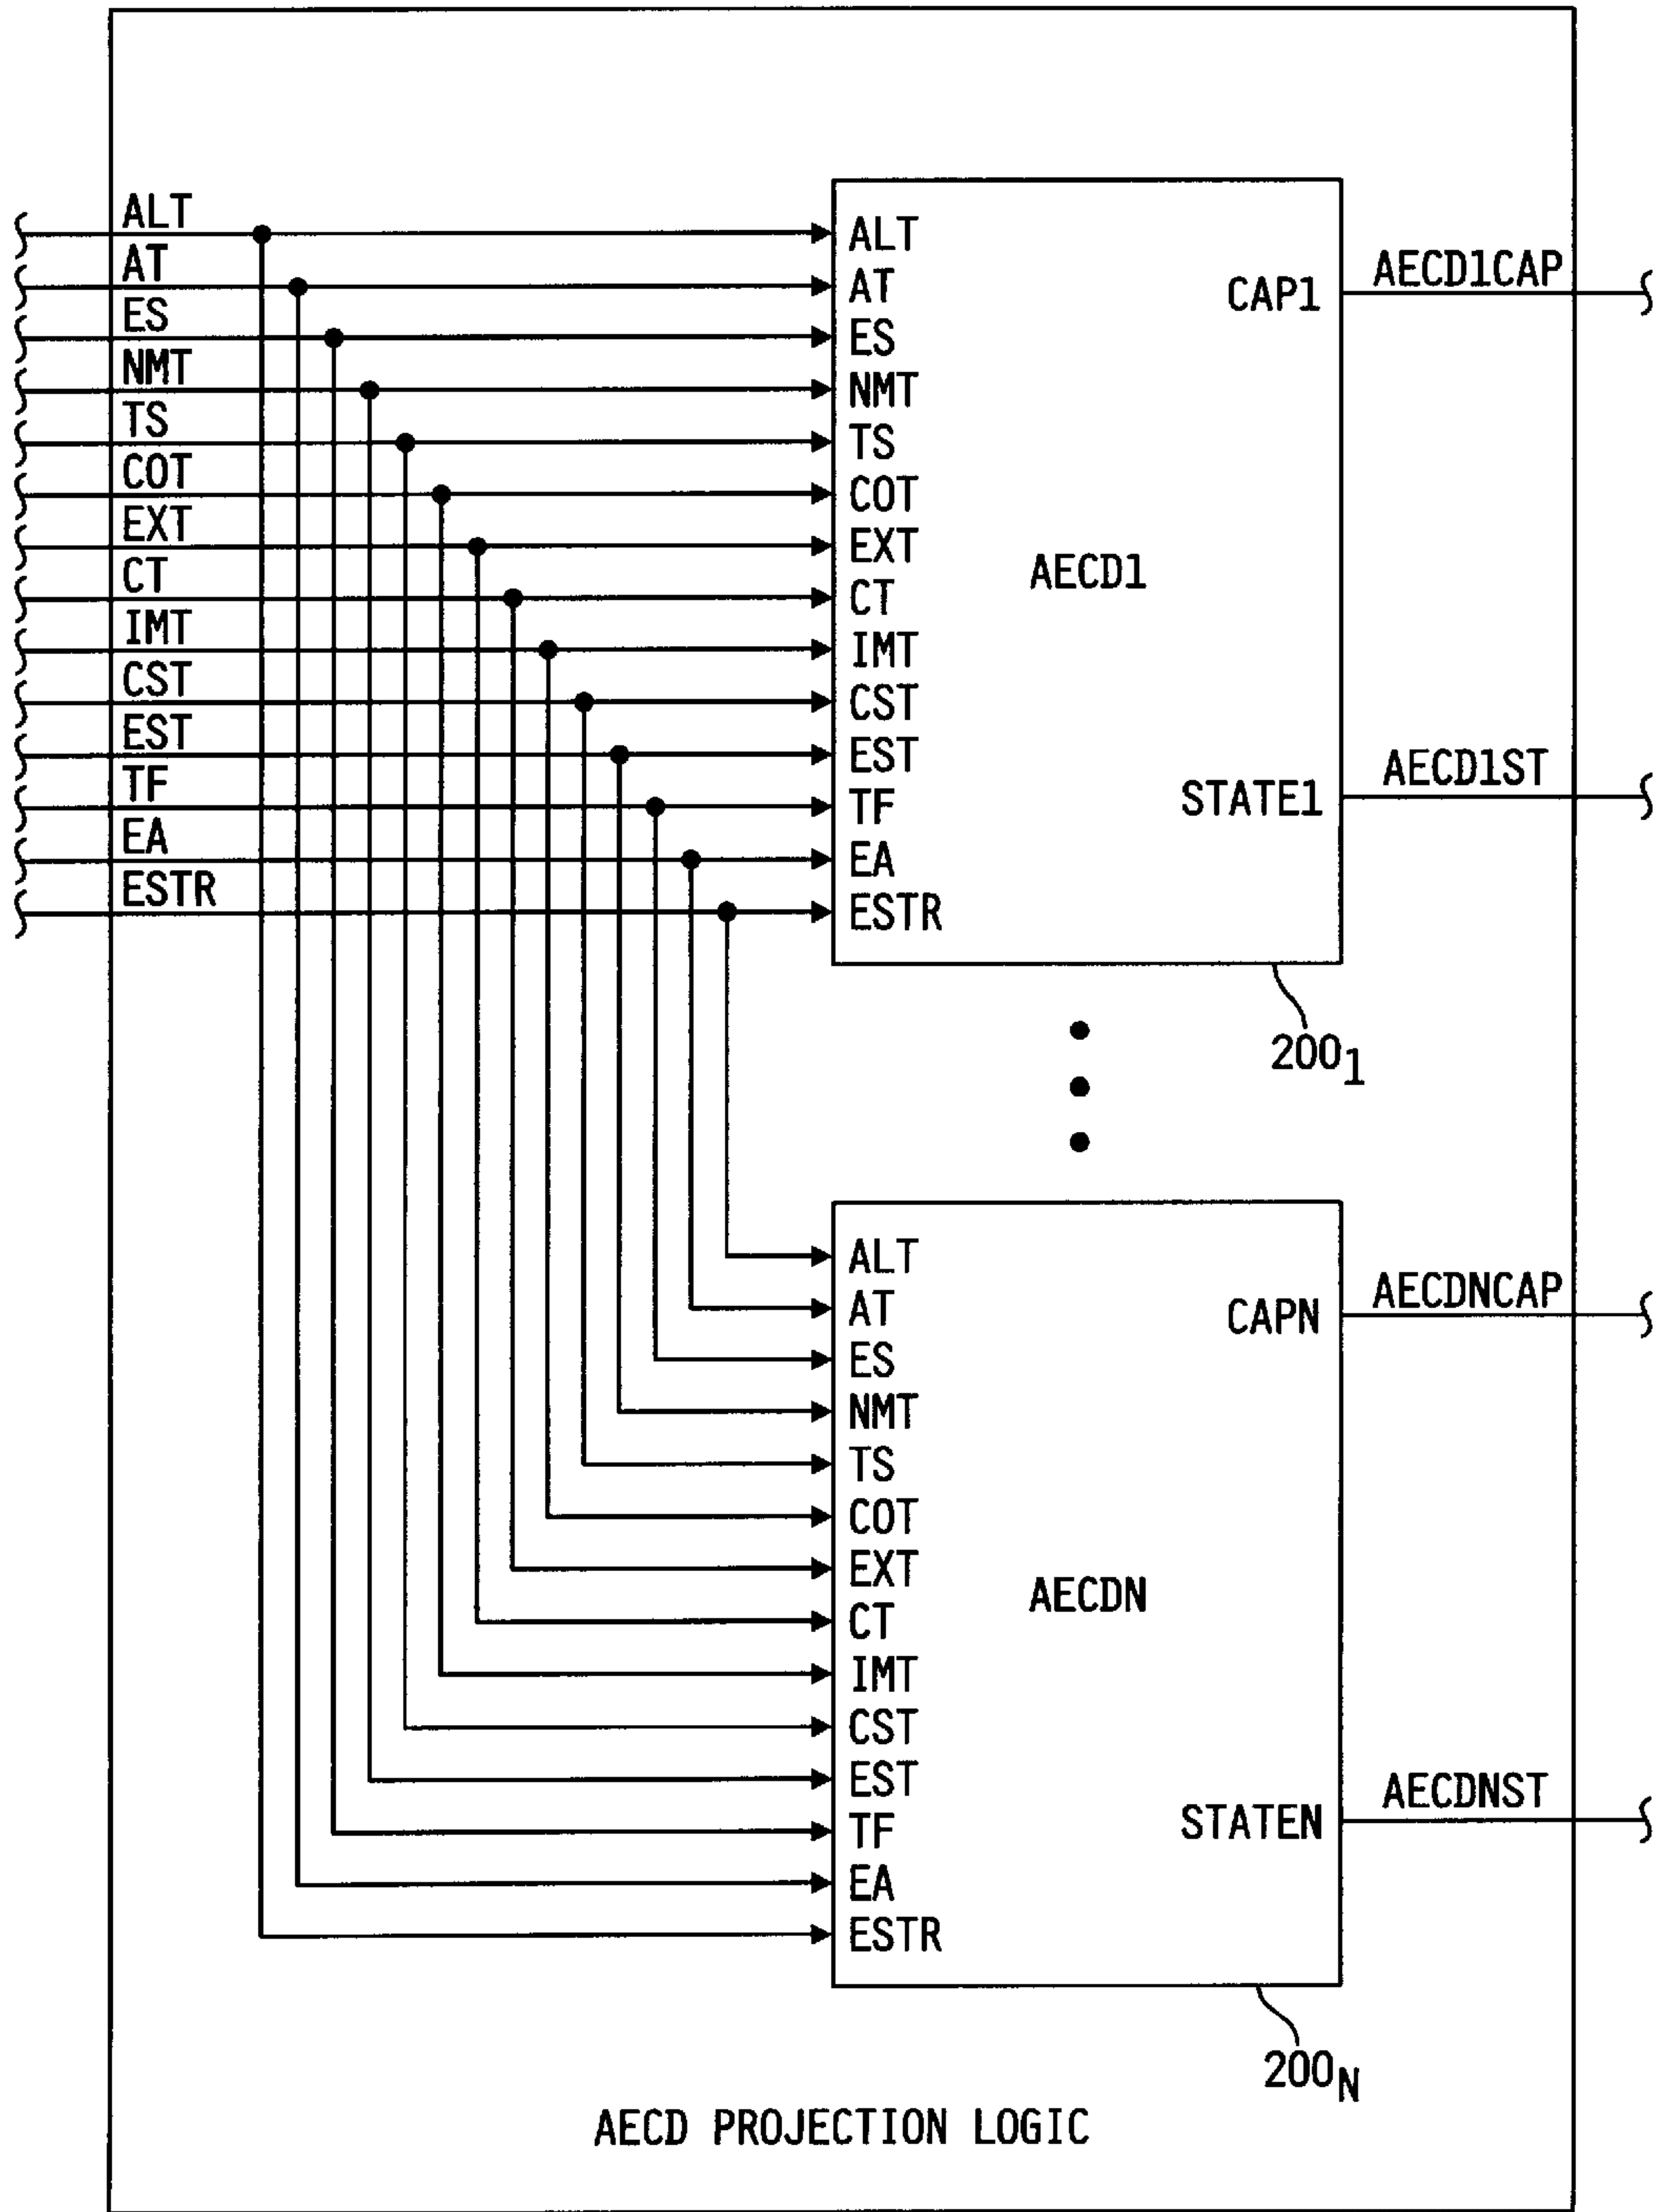 ALT
AT
ES
NMT
TS
COT
EXT
CT
IMT
CST
EST
TF
EA
ESTR
ALT
AT
ES
NMT
TS
COT
EXT
CT
IMT
CST
EST
TF
EA
ESTR
AECD1
CAP1
STATE1
AECD1CAP
AECD1ST
200₁
ALT
AT
ES
NMT
TS
COT
EXT
CT
IMT
CST
EST
TF
EA
ESTR
AECDN
CAPN
STATEN
AECDNCAP
AECDNST
200N
AECD PROJECTION LOGIC